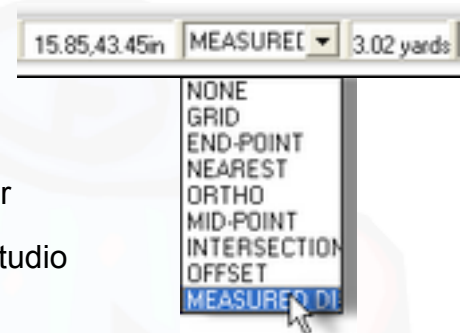 15.85,43.45in MEASURED 3.02 yards
NONE
GRID
END-POINT
NEAREST
r
ORTHO
MID-POINT
tudio
INTERSECTION
OFFSET
MEASURED DI